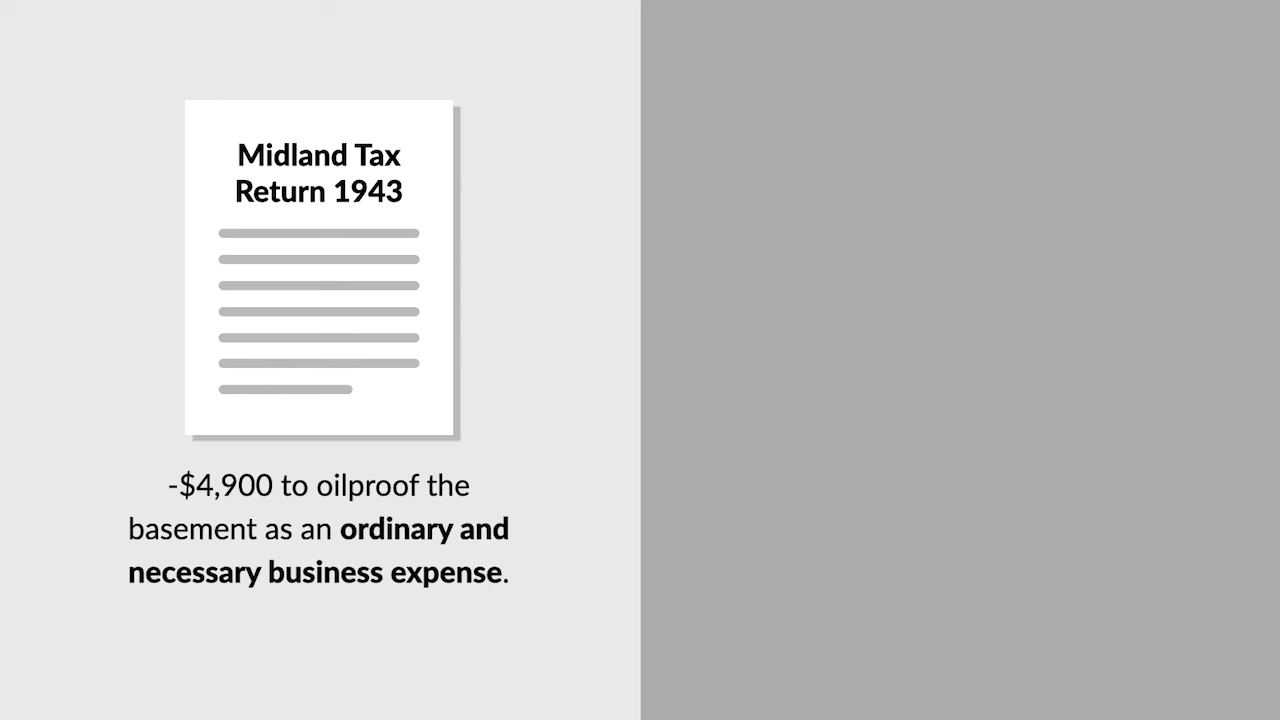 Midland Tax
Return 1943
-$4,900 to oilproof the
basement as an ordinary and
necessary business expense.